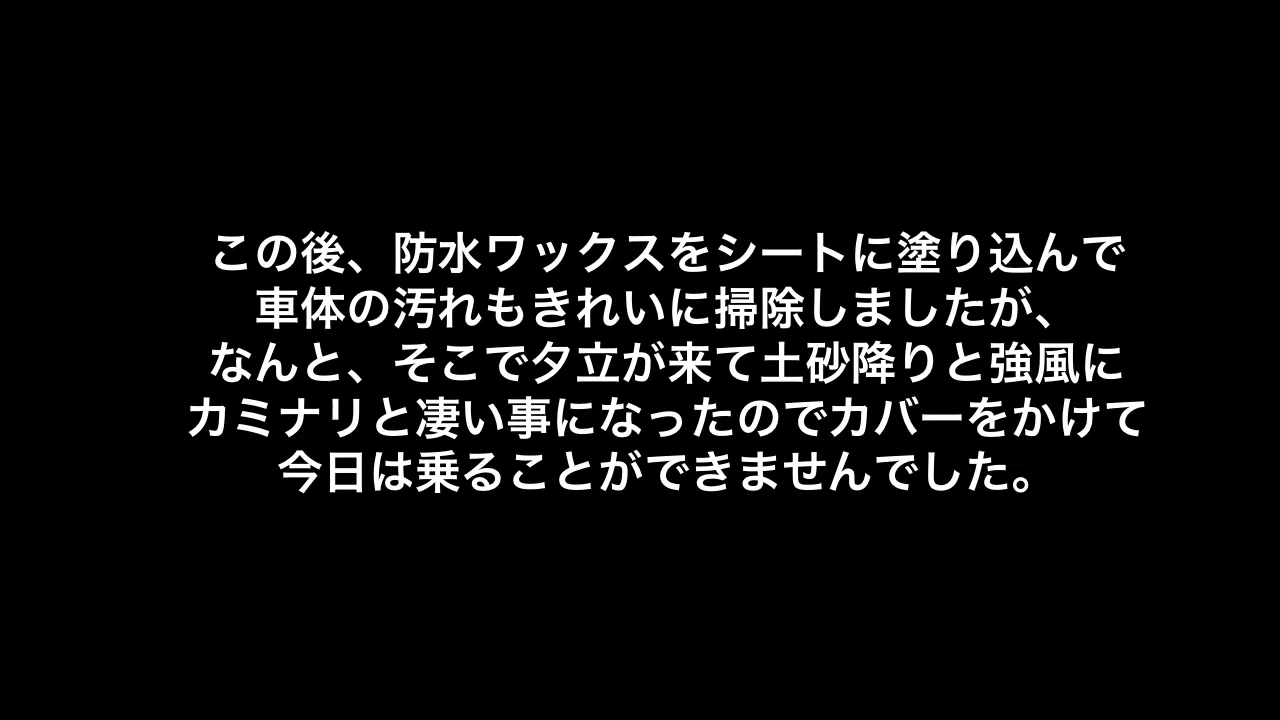 この後、防水ワックスをシートに塗り込んで
車体の汚れもきれいに掃除しましたが、
なんと、そこで夕立が来て土砂降りと強風に
カミナリと凄い事になったのでカバーをかけて
今日は乗ることができませんでした。